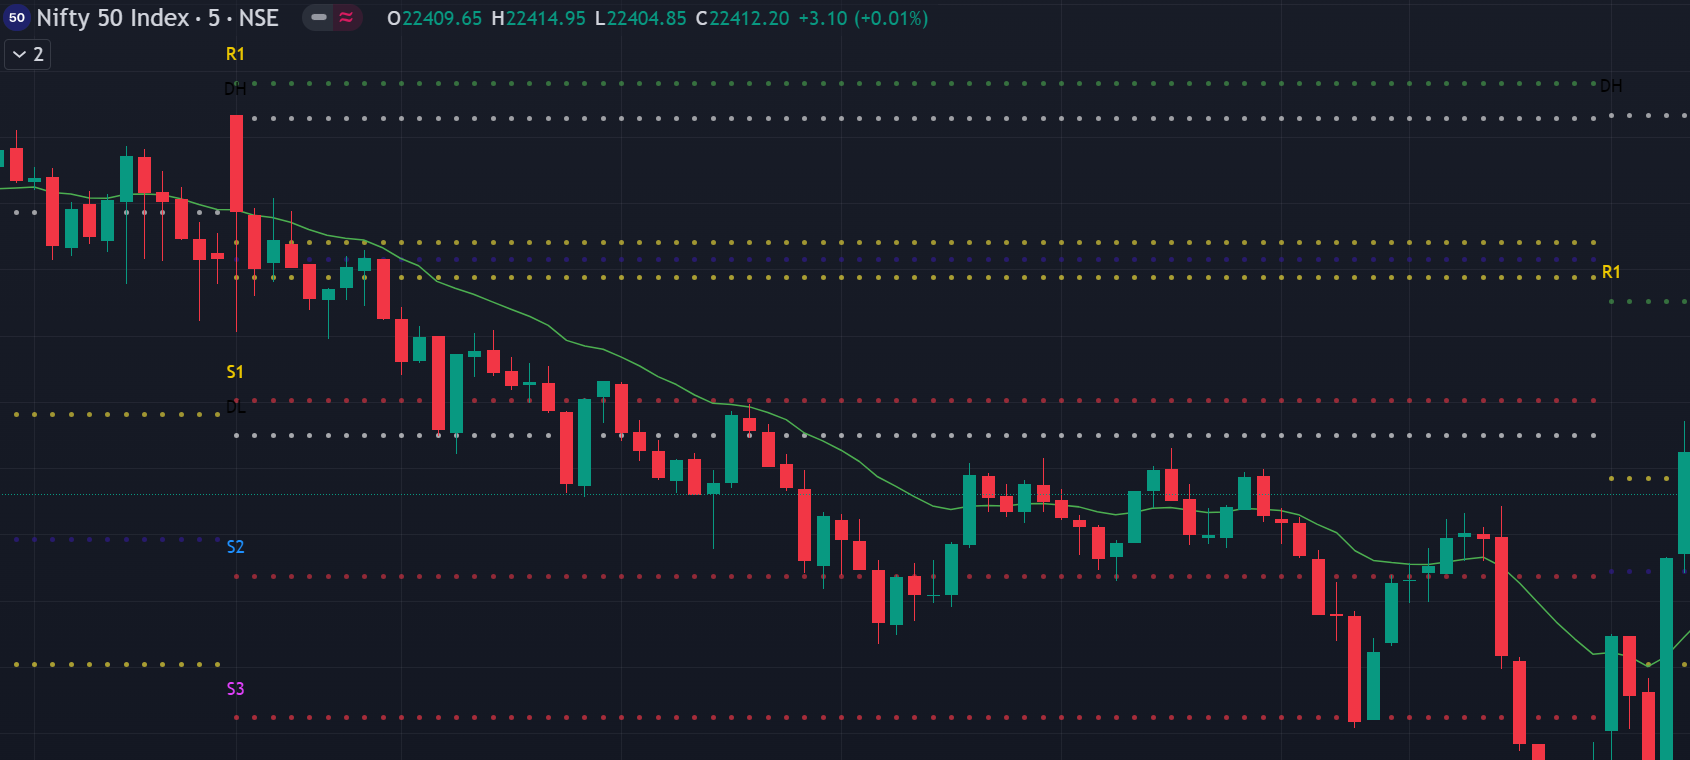 50 Nifty 50 Index · 5 · NSE O22409.65 H22414.95 L22404.85 C22412.20 +3.10 (+0.01%)
2
R1
DH
DH
R1
S1
DL
S2
S3